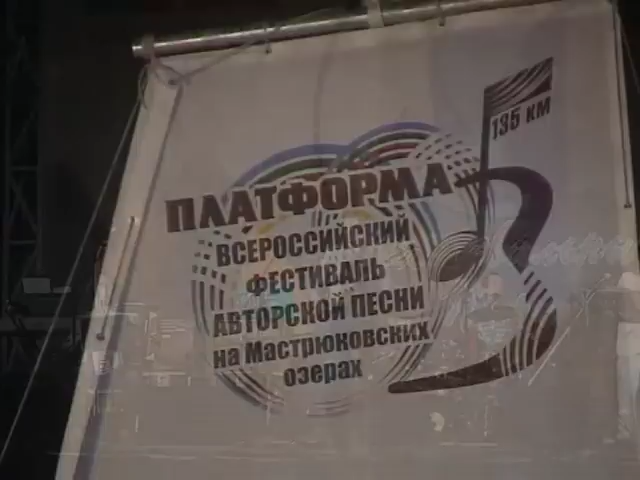 135 КМ
ПЛАТФОРМА
ВСЕРОССИЙСКИЙ
ФЕСТИВАЛЬ
АВТОРСКОЙ ПЕСНИ
на Мастрюковских
озерах